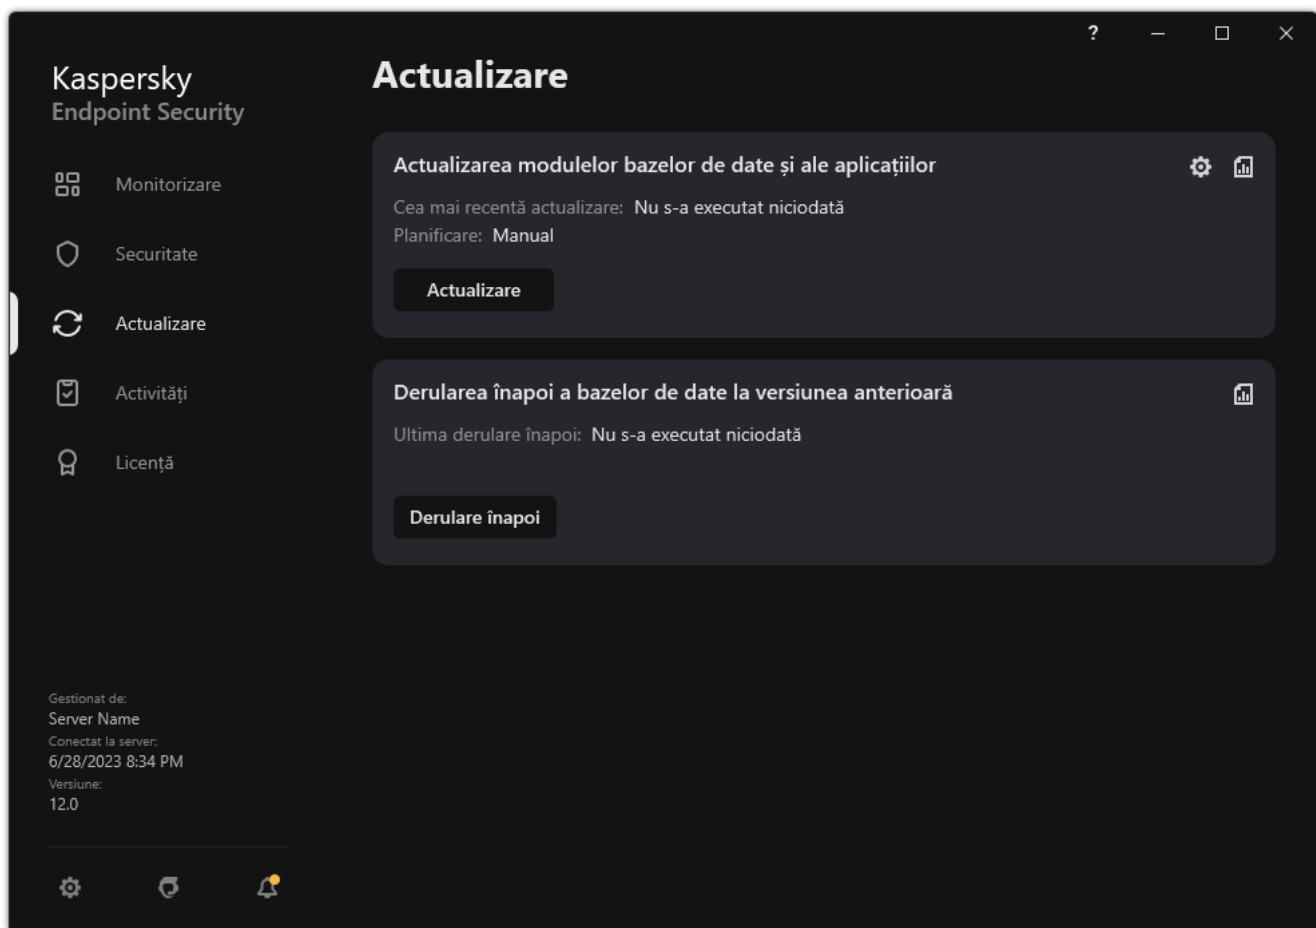 ?
Kaspersky
Endpoint Security
Monitorizare
Securitate
Actualizare
Activități
Licență
Gestionat de:
Server Name
Conectat la server:
6/28/2023 8:34 PM
Versiune:
12.0
Actualizare
Actualizarea modulelor bazelor de date și ale aplicațiilor
Cea mai recentă actualizare: Nu s-a executat niciodată
Planificare: Manual
Actualizare
Derularea înapoi a bazelor de date la versiunea anterioară
Ultima derulare înapoi: Nu s-a executat niciodată
Derulare înapoi